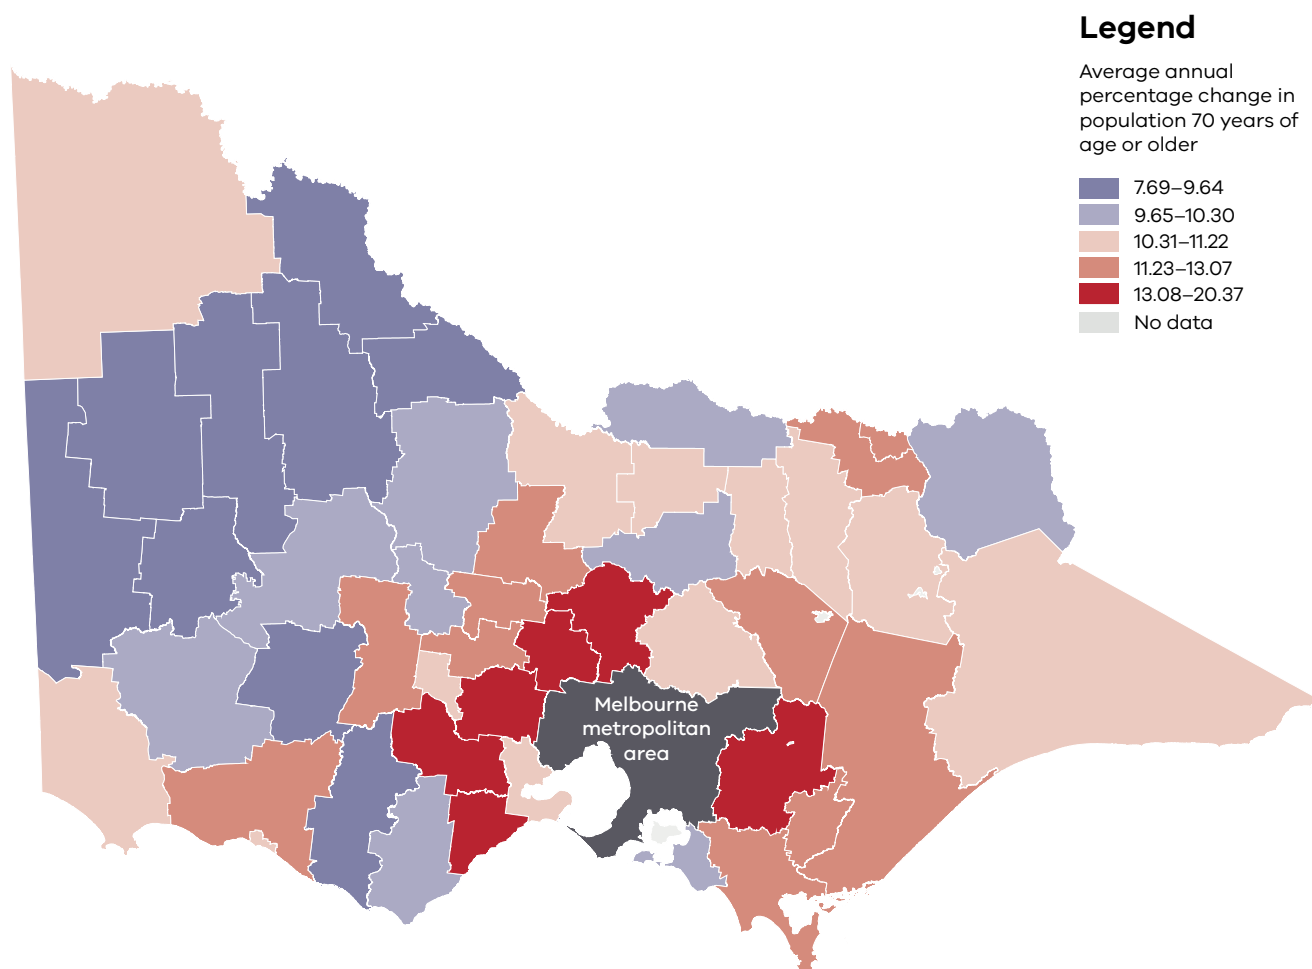 Legend
Average annual
percentage change in
population 70 years of
age or older
7.69–9.64
9.65–10.30
10.31–11.22
11.23–13.07
13.08–20.37
No data
Melbourne
metropolitan
area